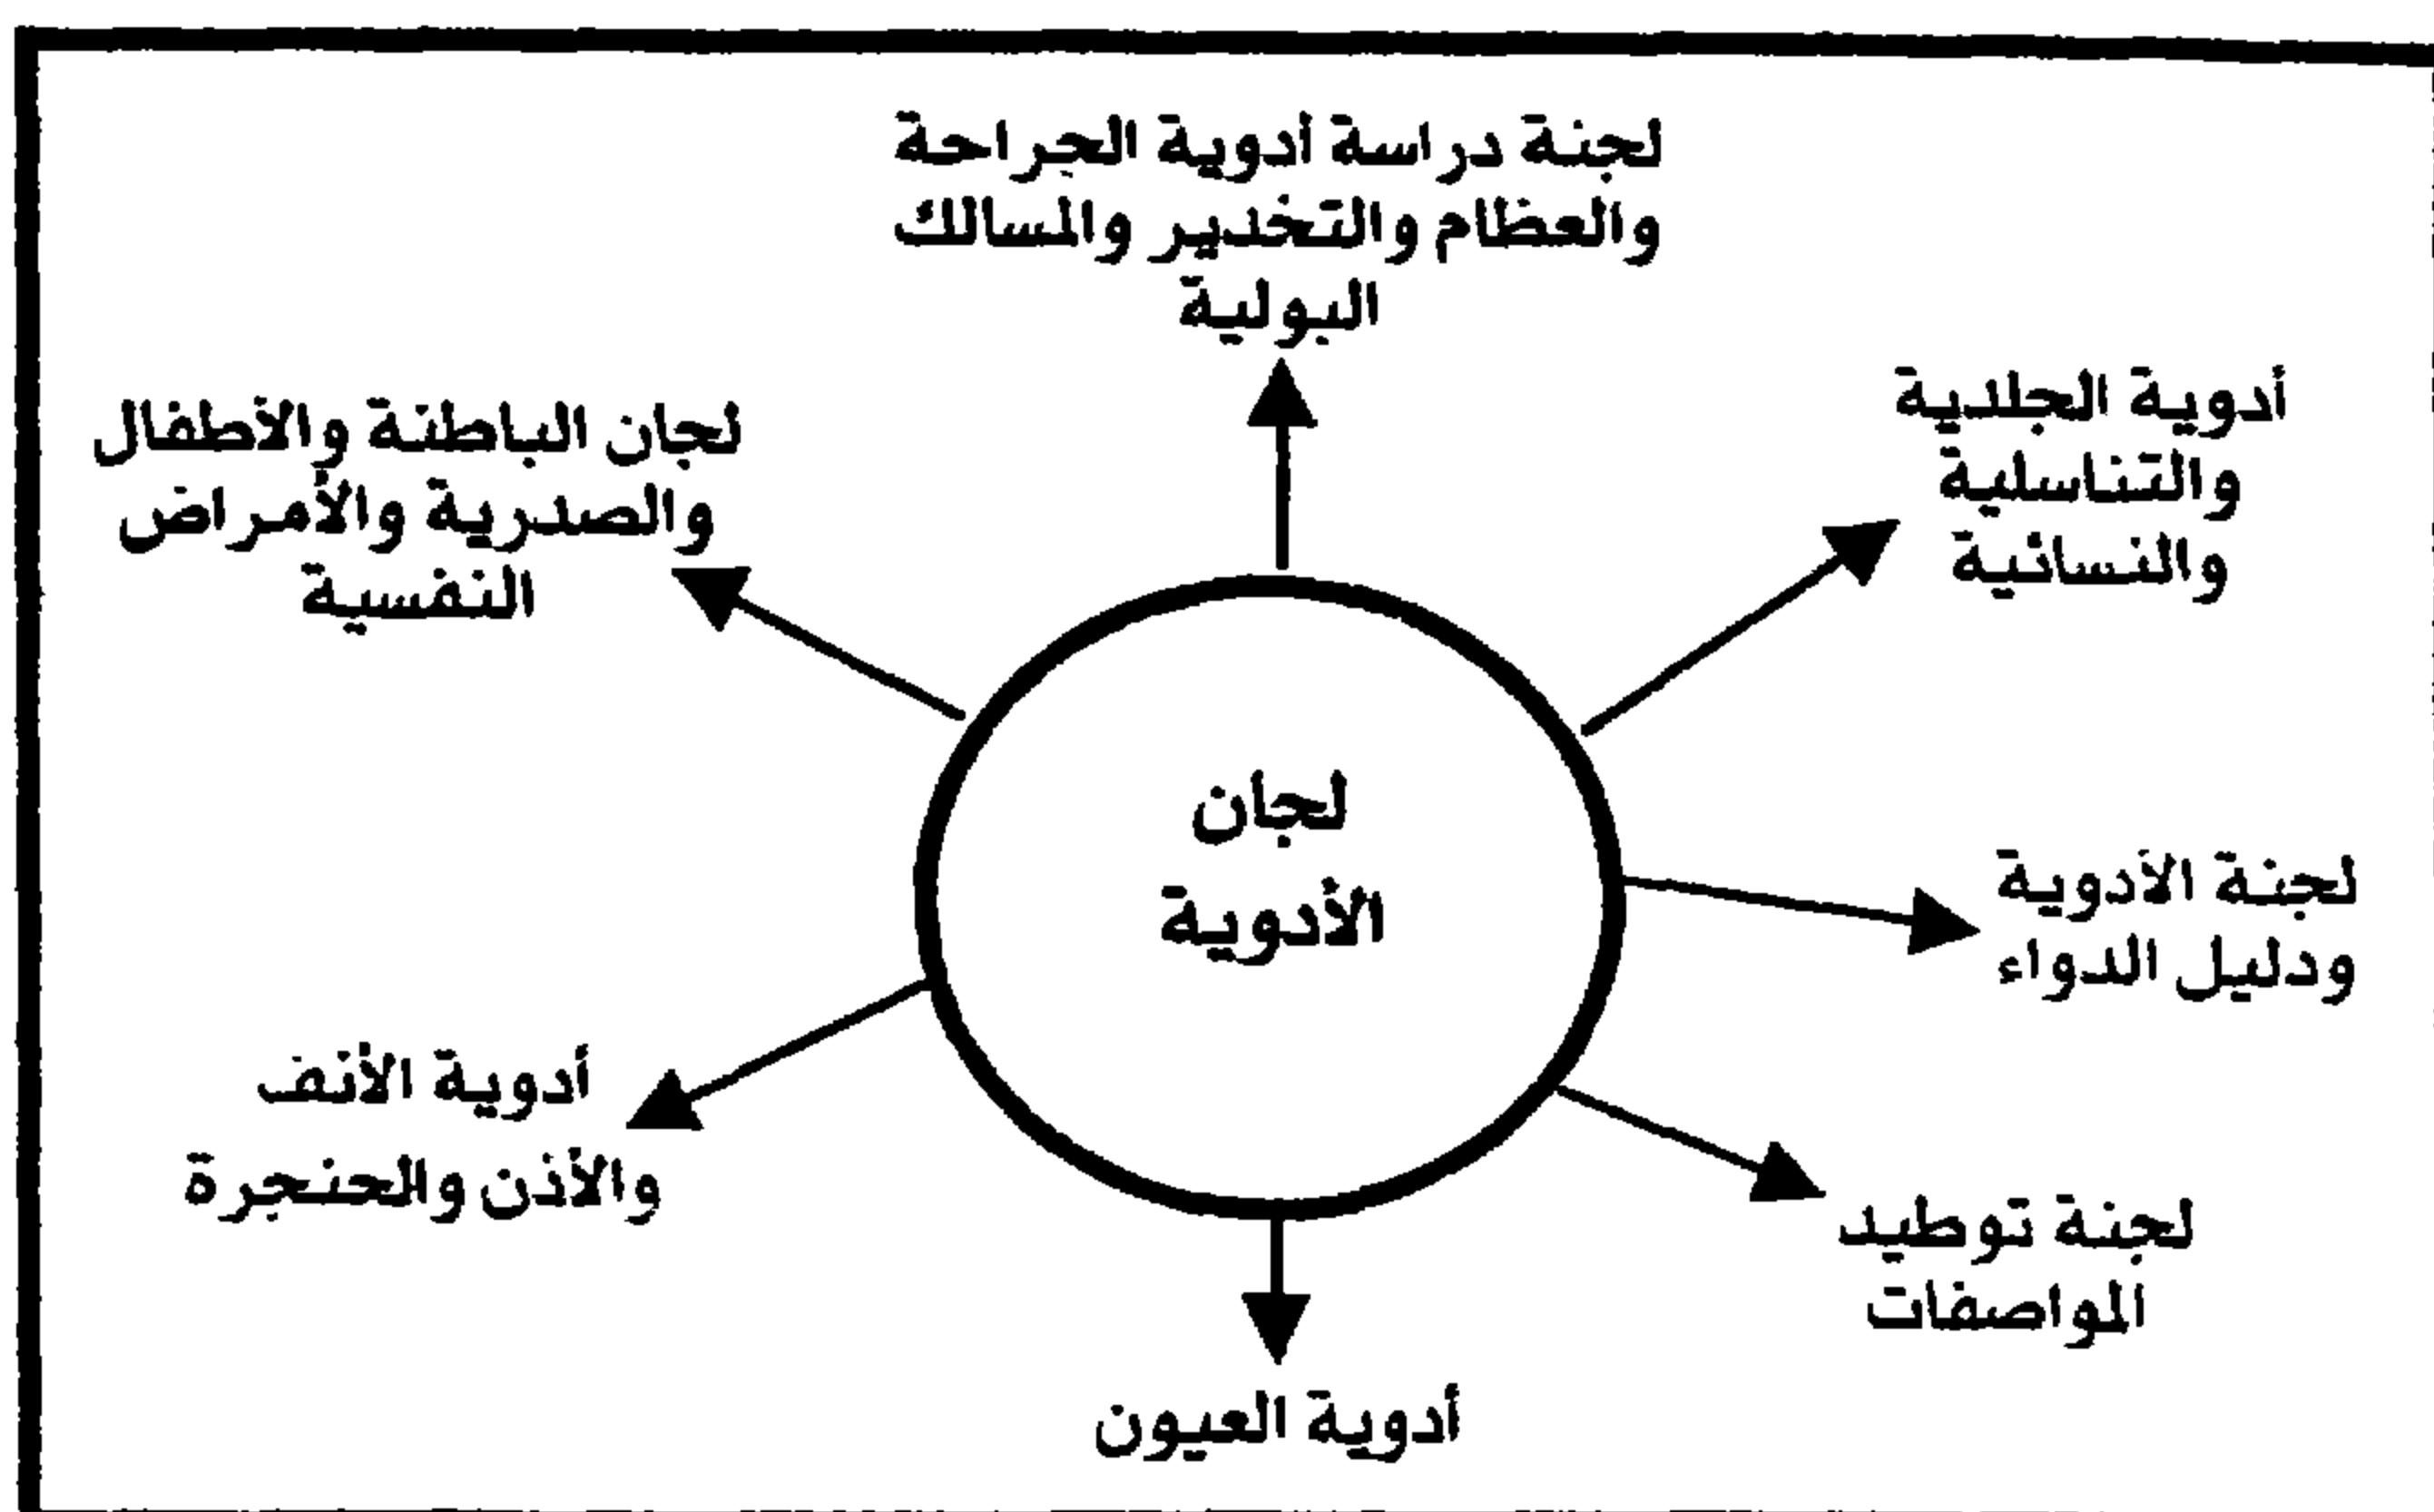 لجنة دراسة أدوية الجراحة
والعظام والتخدير والمسالك
البولية
أدوية الجلدية
والتناسلية
والنسائية
لجان الباطنة والأطفال
والصدرية والأمراض
النفسية
لجان
الأدوية
لجنة الأدوية
ودليل الدواء
أدوية الأنف
والأذن والحنجرة
لجنة توطيد
المواصفات
أدوية العيون